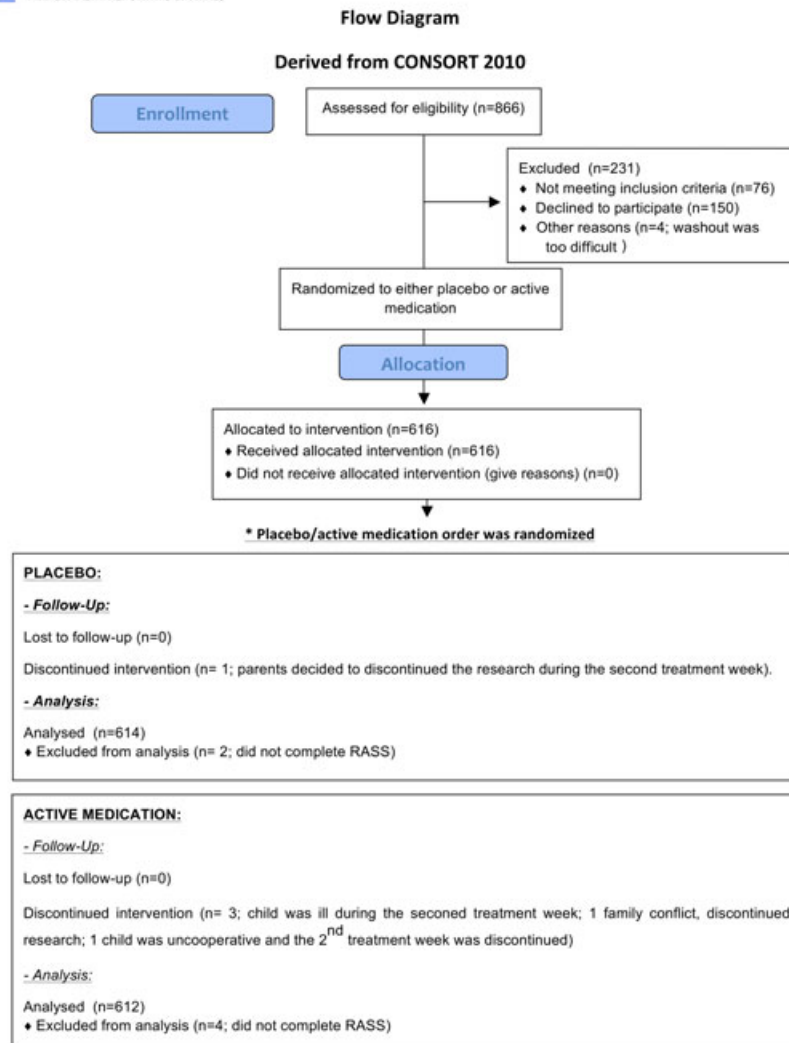 Flow Diagram
Derived from CONSORT 2010
Enrollment
Assessed for eligibility (n=866)
Excluded (n=231)
♦ Not meeting inclusion criteria (n=76)
♦ Declined to participate (n=150)
♦ Other reasons (n=4; washout was
too difficult )
Randomized to either placebo or active
medication
Allocation
Allocated to intervention (n=616)
♦ Received allocated intervention (n=616)
♦ Did not receive allocated intervention (give reasons) (n=0)
* Placebo/active medication order was randomized
PLACEBO:
- Follow-Up:
Lost to follow-up (n=0)
Discontinued intervention (n= 1; parents decided to discontinued the research during the second treatment week).
- Analysis:
Analysed (n=614)
♦ Excluded from analysis (n= 2; did not complete RASS)
ACTIVE MEDICATION:
- Follow-Up:
Lost to follow-up (n=0)
Discontinued intervention (n= 3; child was ill during the seconed treatment week; 1 family conflict, discontinued
research; 1 child was uncooperative and the 2nd treatment week was discontinued)
- Analysis:
Analysed (n=612)
♦ Excluded from analysis (n=4; did not complete RASS)